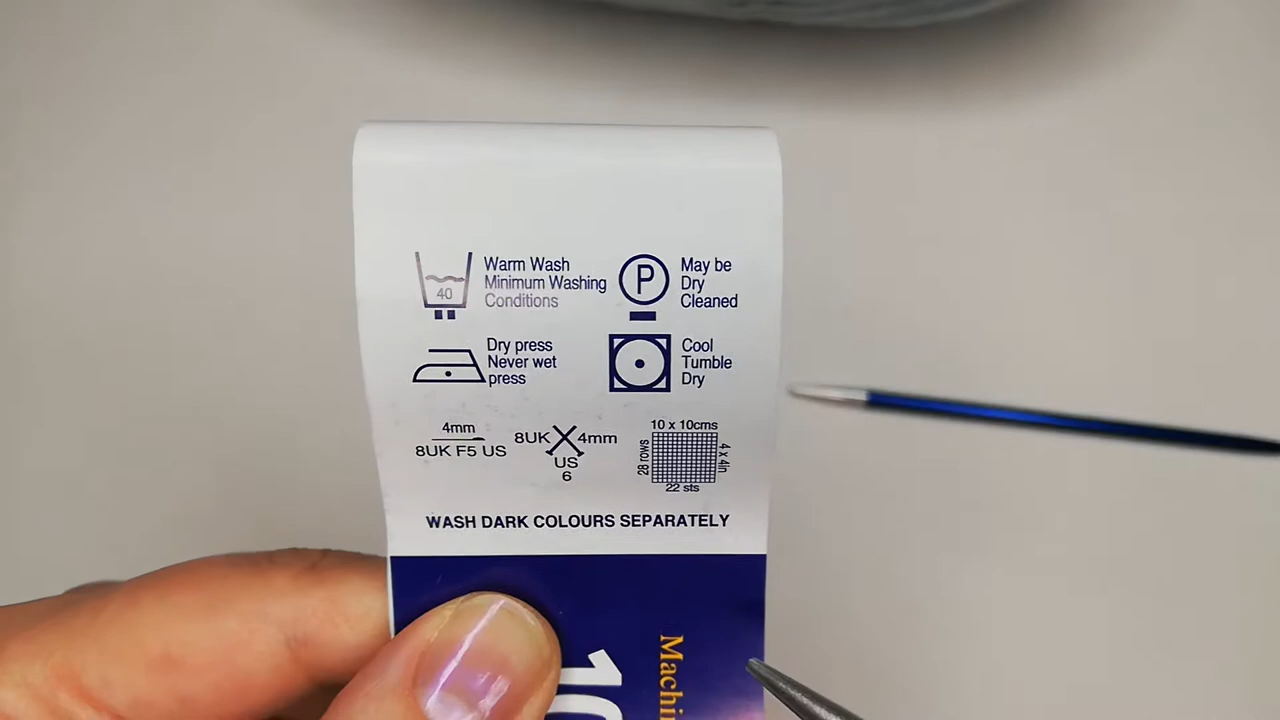 40
Warm Wash
Minimum Washing
Conditions
P
May be
Dry
Cleaned
Dry press
Never wet
press
Cool
Tumble
Dry
4mm
8UK F5 US
8UK 4mm
US
6
10 x 10cms
28 rows
4 x 4in
22 sts
WASH DARK COLOURS SEPARATELY